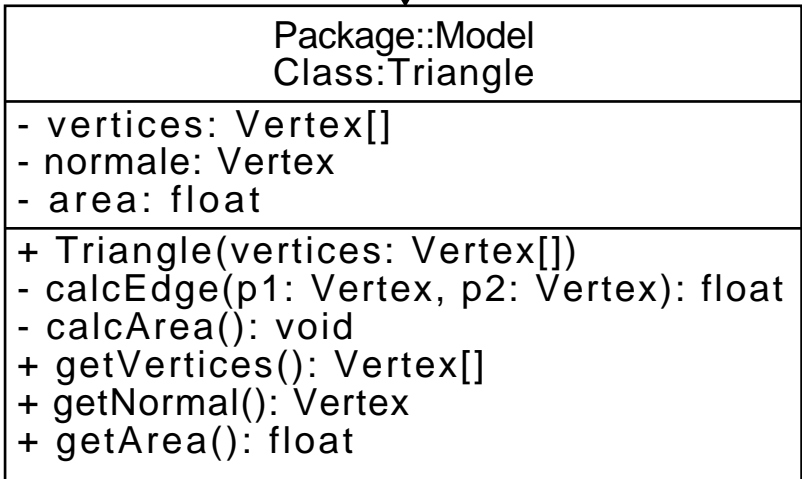 Package::Model
Class:Triangle
- vertices: Vertex[]
- normale: Vertex
- area: float
+ Triangle(vertices: Vertex[])
- calcEdge(p1: Vertex, p2: Vertex): float
- calcArea(): void
+ getVertices(): Vertex[]
+ getNormal(): Vertex
+ getArea(): float